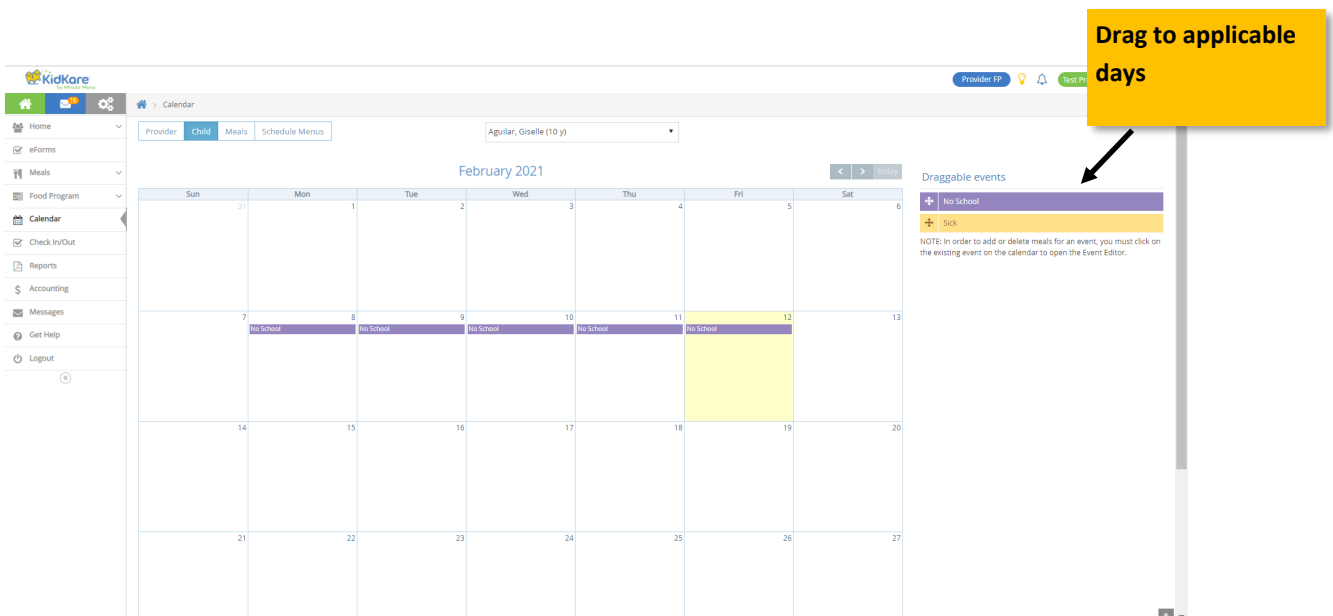 Drag to applicable
days
KidKare
by Minute Menu
Provider FP
Test Pr
15
Calendar
Home
eForms
Meals
Food Program
Calendar
Check In/Out
Reports
Accounting
Messages
Get Help
Logout
Provider Child Meals Schedule Menus
Aguilar, Giselle (10 y)
February 2021
today
Sun Mon Tue Wed Thu Fri Sat
31 1 2 3 4 5 6
7 8 9 10 11 12 13
No School No School No School No School No School
14 15 16 17 18 19 20
21 22 23 24 25 26 27
Draggable events
No School
Sick
NOTE: In order to add or delete meals for an event, you must click on
the existing event on the calendar to open the Event Editor.